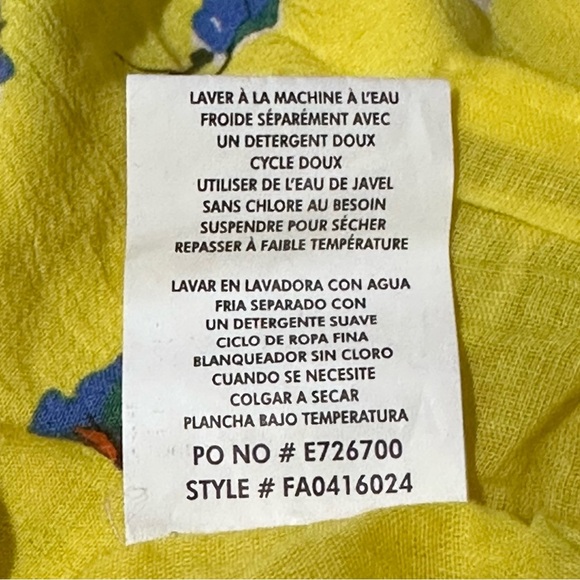 LAVER À LA MACHINE À L'EAU
FROIDE SÉPARÉMENT AVEC
UN DETERGENT DOUX
CYCLE DOUX
UTILISER DE L'EAU DE JAVEL
SANS CHLORE AU BESOIN
SUSPENDRE POUR SÉCHER
REPASSER À FAIBLE TEMPÉRATURE
LAVAR EN LAVADORA CON AGUA
FRIA SEPARADO CON
UN DETERGENTE SUAVE
CICLO DE ROPA FINA
BLANQUEADOR SIN CLORO
CUANDO SE NECESITE
COLGAR A SECAR
PLANCHA BAJO TEMPERATURA
PO NO # E726700
STYLE # FA0416024